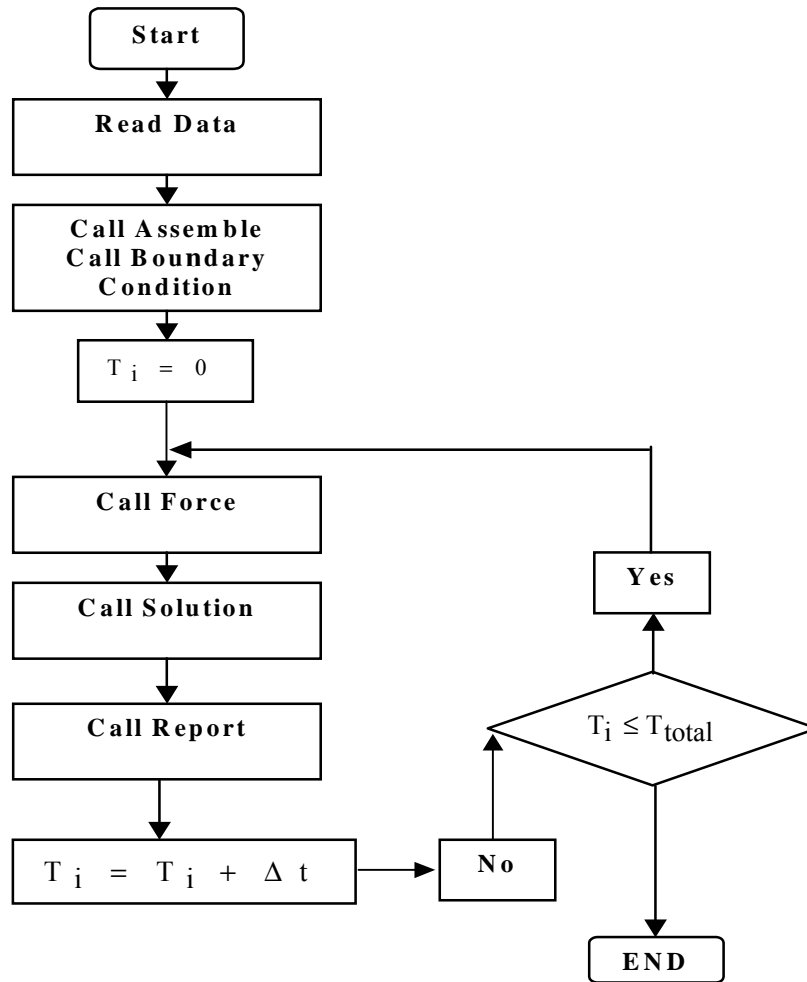 Start
Read Data
Call Assemble
Call Boundary
Condition
T i = 0
Call Force
Call Solution
Call Report
T i = T i + Δ t
No
Yes
Ti ≤ Ttotal
END